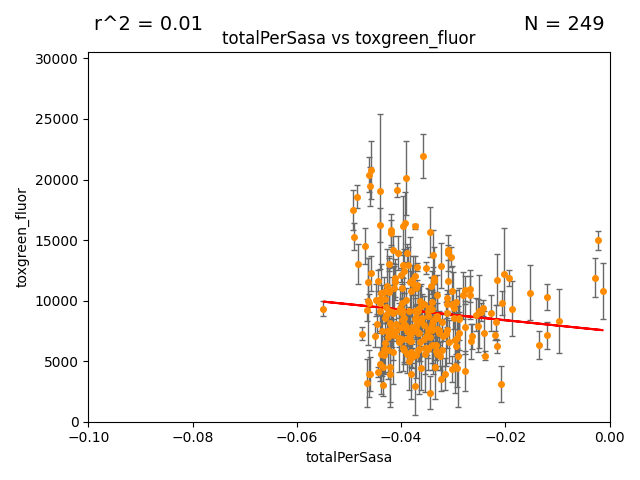 r^2 = 0.01
N = 249
totalPerSasa vs toxgreen_fluor
30000
25000
20000
15000
10000
5000
0
toxgreen_fluor
−0.10
−0.08
−0.06
−0.04
−0.02
0.00
totalPerSasa